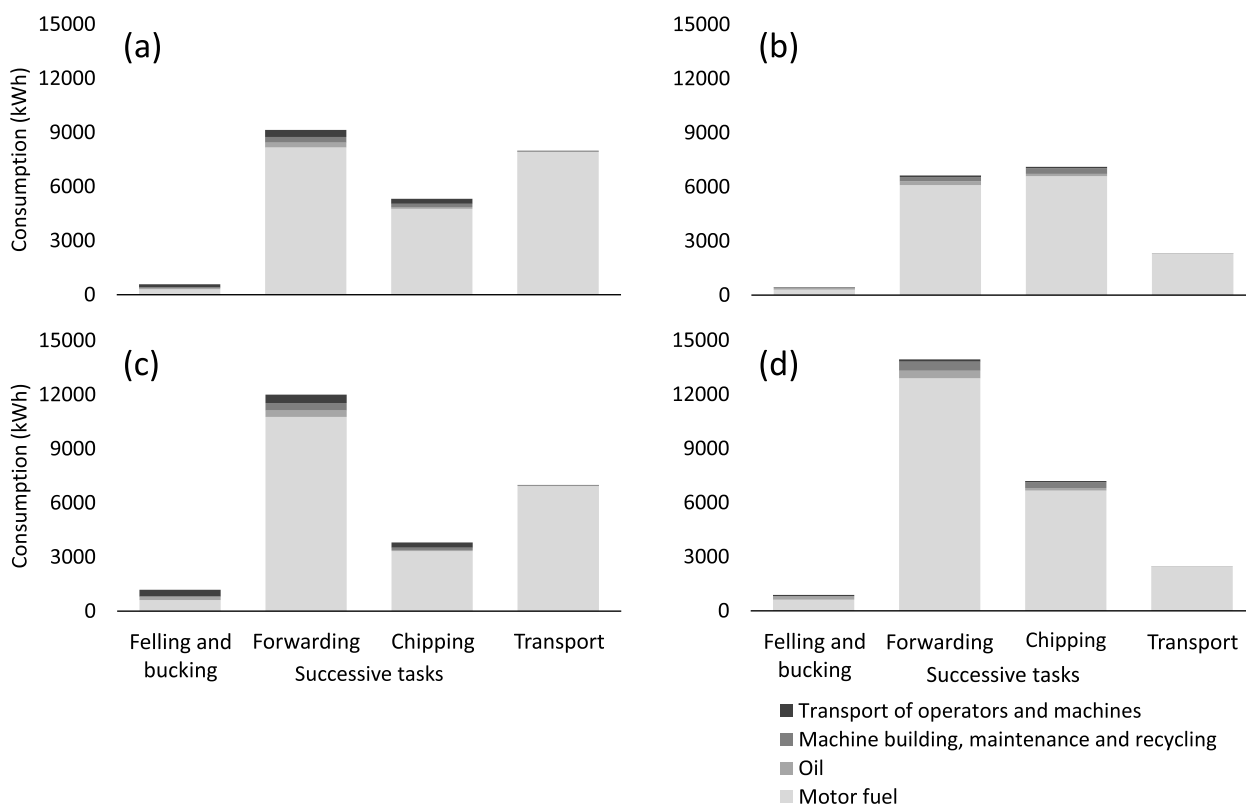 15000
(a)
12000
9000
6000
3000
0
Consumption (kWh)
15000
(b)
12000
9000
6000
3000
0
15000
(c)
12000
9000
6000
3000
0
Consumption (kWh)
Felling and
bucking
Forwarding
Chipping
Transport
Successive tasks
15000
(d)
12000
9000
6000
3000
0
Felling and
bucking
Forwarding
Chipping
Transport
Successive tasks
Transport of operators and machines
Machine building, maintenance and recycling
Oil
Motor fuel